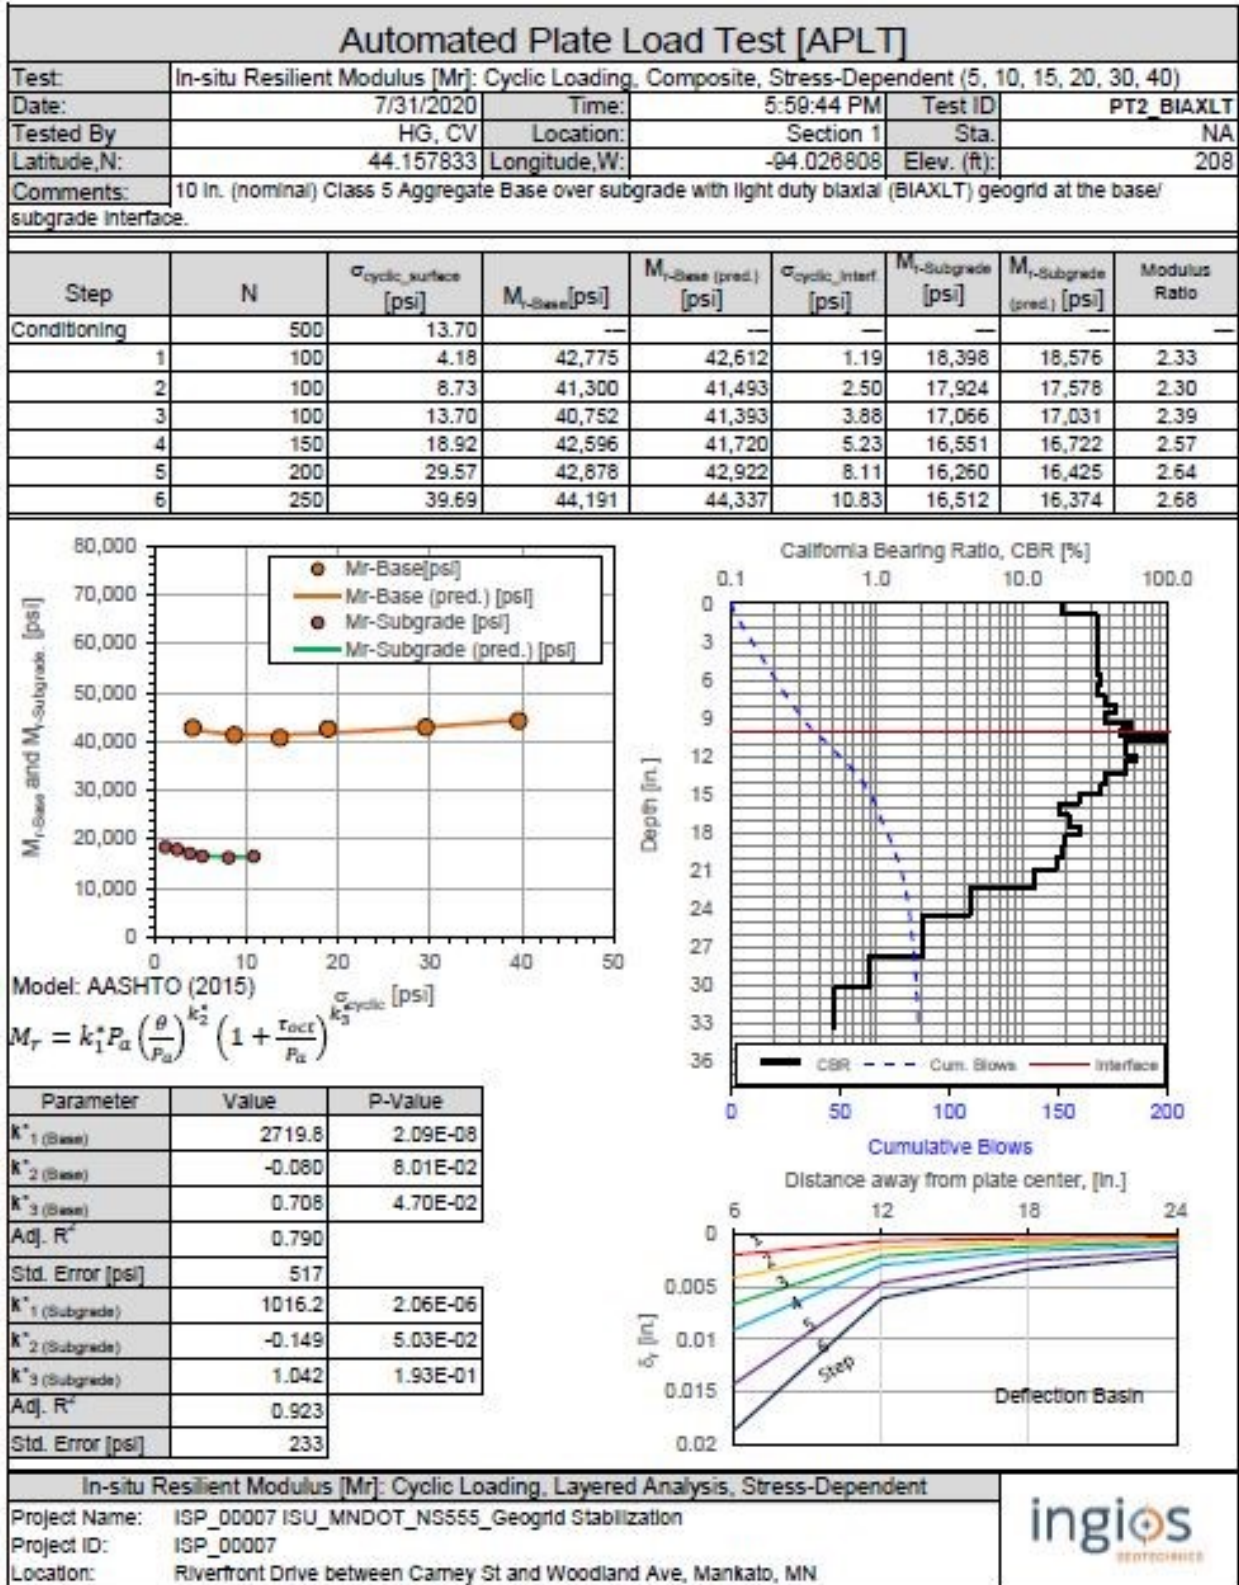 Automated Plate Load Test [APLT]
Test: In-situ Resilient Modulus [Mr]: Cyclic Loading, Composite, Stress-Dependent (5, 10, 15, 20, 30, 40)
Date: 7/31/2020 Time: 5:59:44 PM Test ID PT2_BIAXLT
Tested By HG, CV Location: Section 1 Sta. NA
Latitude,N: 44.157833 Longitude,W: -94.026808 Elev. (ft): 208
Comments: 10 in. (nominal) Class 5 Aggregate Base over subgrade with light duty biaxial (BIAXLT) geogrid at the base/
subgrade interface.
Step N σcyclic_surface [psi] Mr-Base[psi] Mr-Base (pred.) [psi] σcyclic_interf. [psi] Mr-Subgrade [psi] Mr-Subgrade (pred.) [psi] Modulus Ratio
Conditioning 500 13.70 --- --- --- --- --- ---
1 100 4.18 42,775 42,612 1.19 18,398 18,576 2.33
2 100 8.73 41,300 41,493 2.50 17,924 17,578 2.30
3 100 13.70 40,752 41,393 3.88 17,066 17,031 2.39
4 150 18.92 42,596 41,720 5.23 16,551 16,722 2.57
5 200 29.57 42,878 42,922 8.11 16,260 16,425 2.64
6 250 39.69 44,191 44,337 10.83 16,512 16,374 2.68
Mr-Base and Mr-Subgrade. [psi]
80,000
70,000
60,000
50,000
40,000
30,000
20,000
10,000
0
Mr-Base[psi]
Mr-Base (pred.) [psi]
Mr-Subgrade [psi]
Mr-Subgrade (pred.) [psi]
0 10 20 30 40 50
σcyclic [psi]
Model: AASHTO (2015)
M_r = k_1^* P_a (θ/P_a)^{k_2^*} (1 + τ_oct/P_a)^{k_3^*}
Parameter Value P-Value
k*1 (Base) 2719.8 2.09E-08
k*2 (Base) -0.080 8.01E-02
k*3 (Base) 0.708 4.70E-02
Adj. R² 0.790
Std. Error [psi] 517
k*1 (Subgrade) 1016.2 2.06E-06
k*2 (Subgrade) -0.149 5.03E-02
k*3 (Subgrade) 1.042 1.93E-01
Adj. R² 0.923
Std. Error [psi] 233
California Bearing Ratio, CBR [%]
0.1 1.0 10.0 100.0
Depth [in.]
0
3
6
9
12
15
18
21
24
27
30
33
36
CBR Cum. Blows Interface
0 50 100 150 200
Cumulative Blows
Distance away from plate center, [in.]
6 12 18 24
δr [in.]
0
0.005
0.01
0.015
0.02
1
2
3
4
5
6
Step
Deflection Basin
In-situ Resilient Modulus [Mr]: Cyclic Loading, Layered Analysis, Stress-Dependent
Project Name: ISP_00007 ISU_MNDOT_NS555_Geogrid Stabilization
Project ID: ISP_00007
Location: Riverfront Drive between Carney St and Woodland Ave, Mankato, MN
ingios
GEOTECHNICS